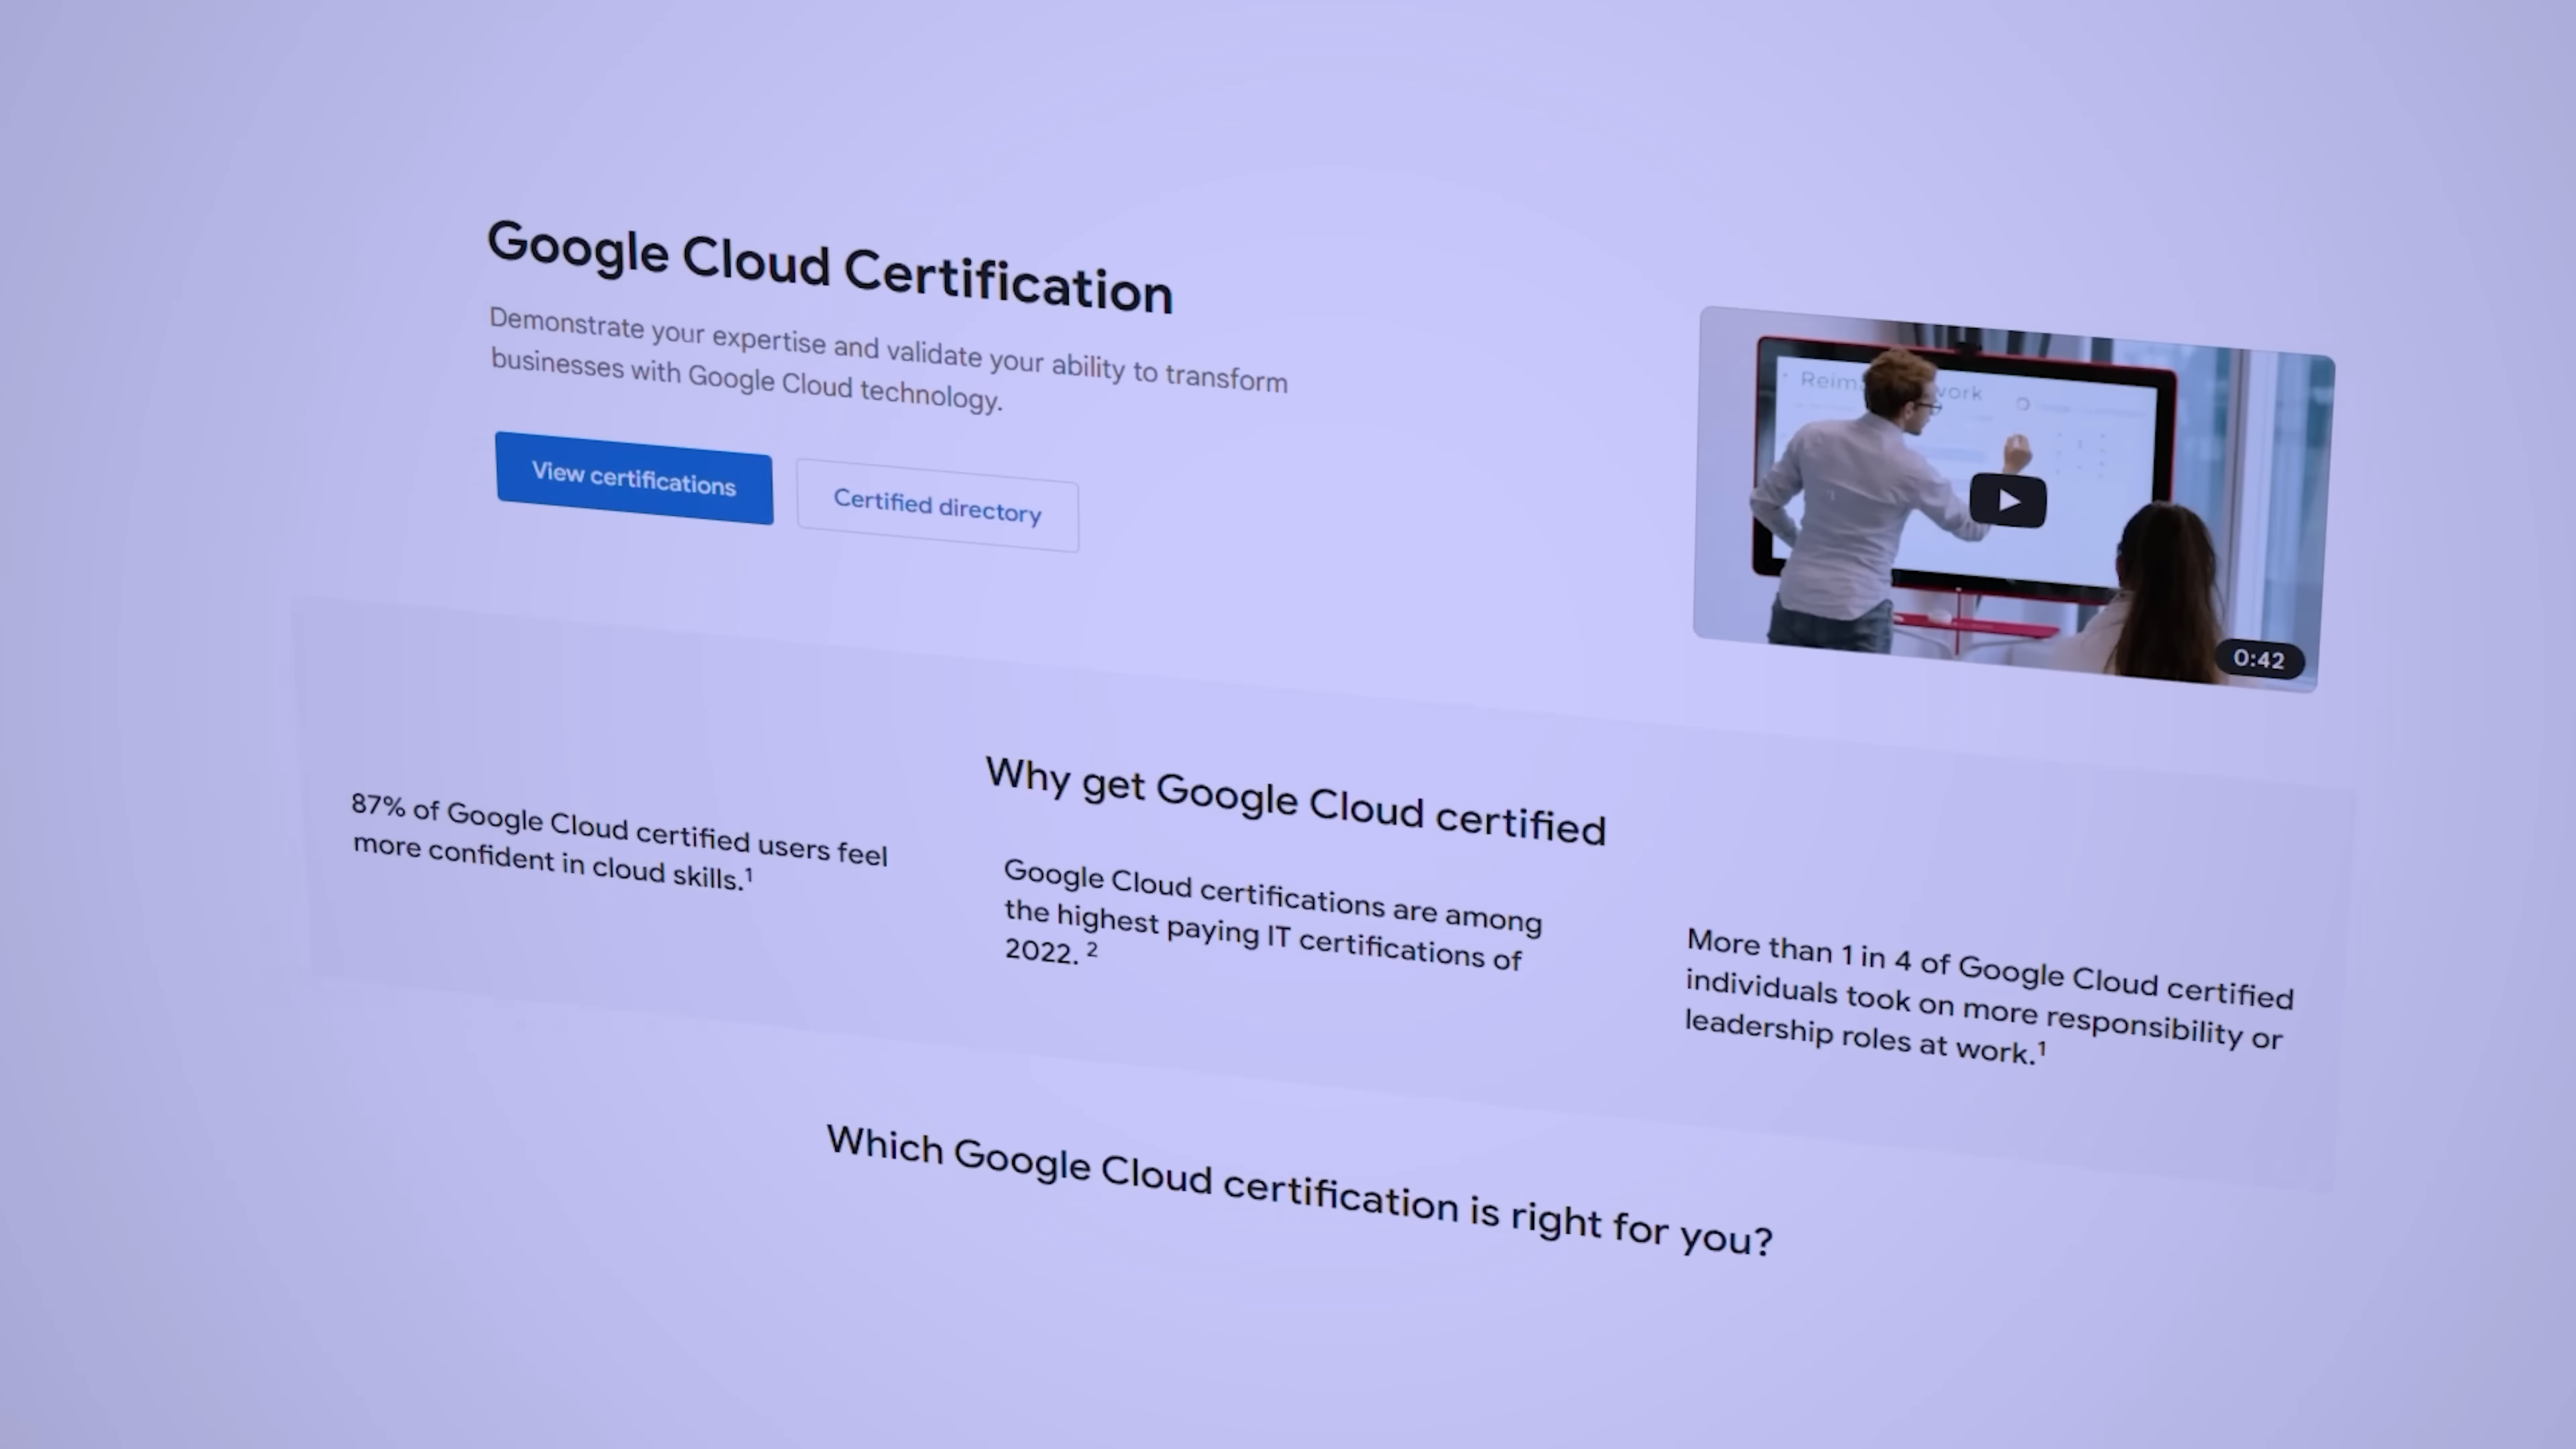 Google Cloud Certification
Demonstrate your expertise and validate your ability to transform
businesses with Google Cloud technology.
View certifications
Certified directory
0:42
Why get Google Cloud certified
87% of Google Cloud certified users feel
more confident in cloud skills.¹
Google Cloud certifications are among
the highest paying IT certifications of
2022. ²
More than 1 in 4 of Google Cloud certified
individuals took on more responsibility or
leadership roles at work.¹
Which Google Cloud certification is right for you?